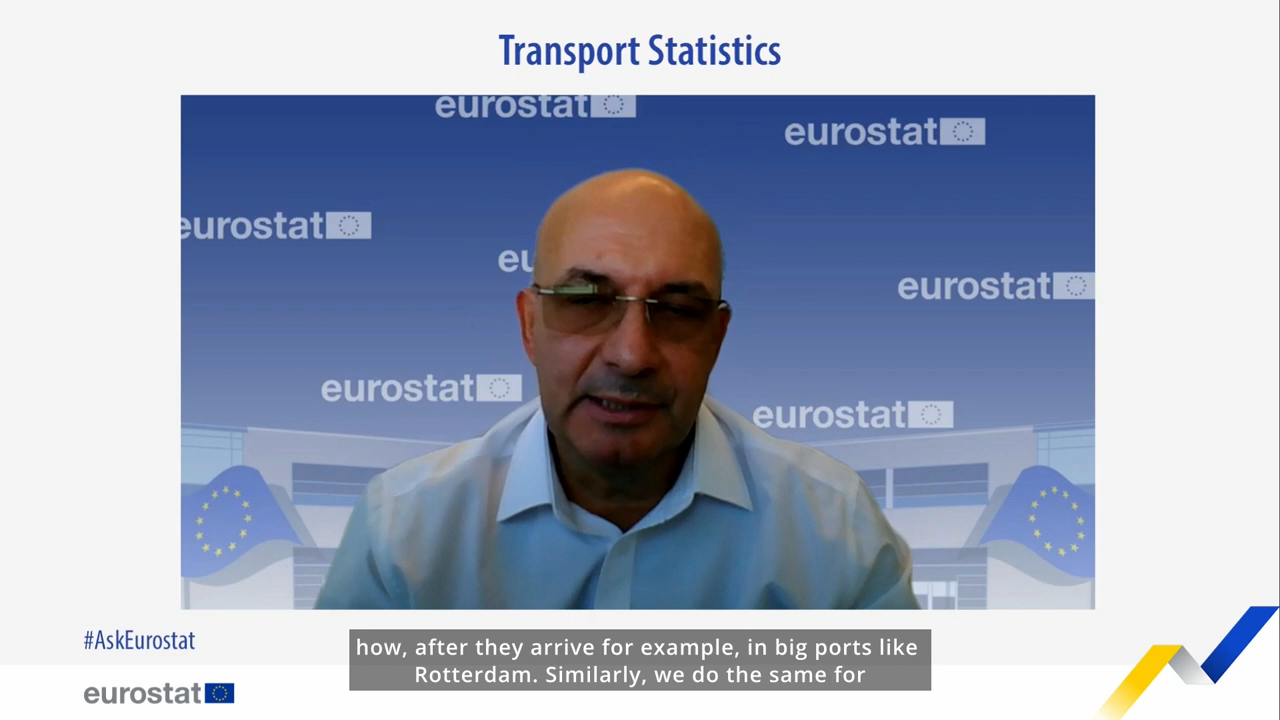 Transport Statistics
eurostat
eurostat
eurostat
eu
eurostat
eurostat
eurostat
#AskEurostat
how, after they arrive for example, in big ports like
Rotterdam. Similarly, we do the same for
eurostat